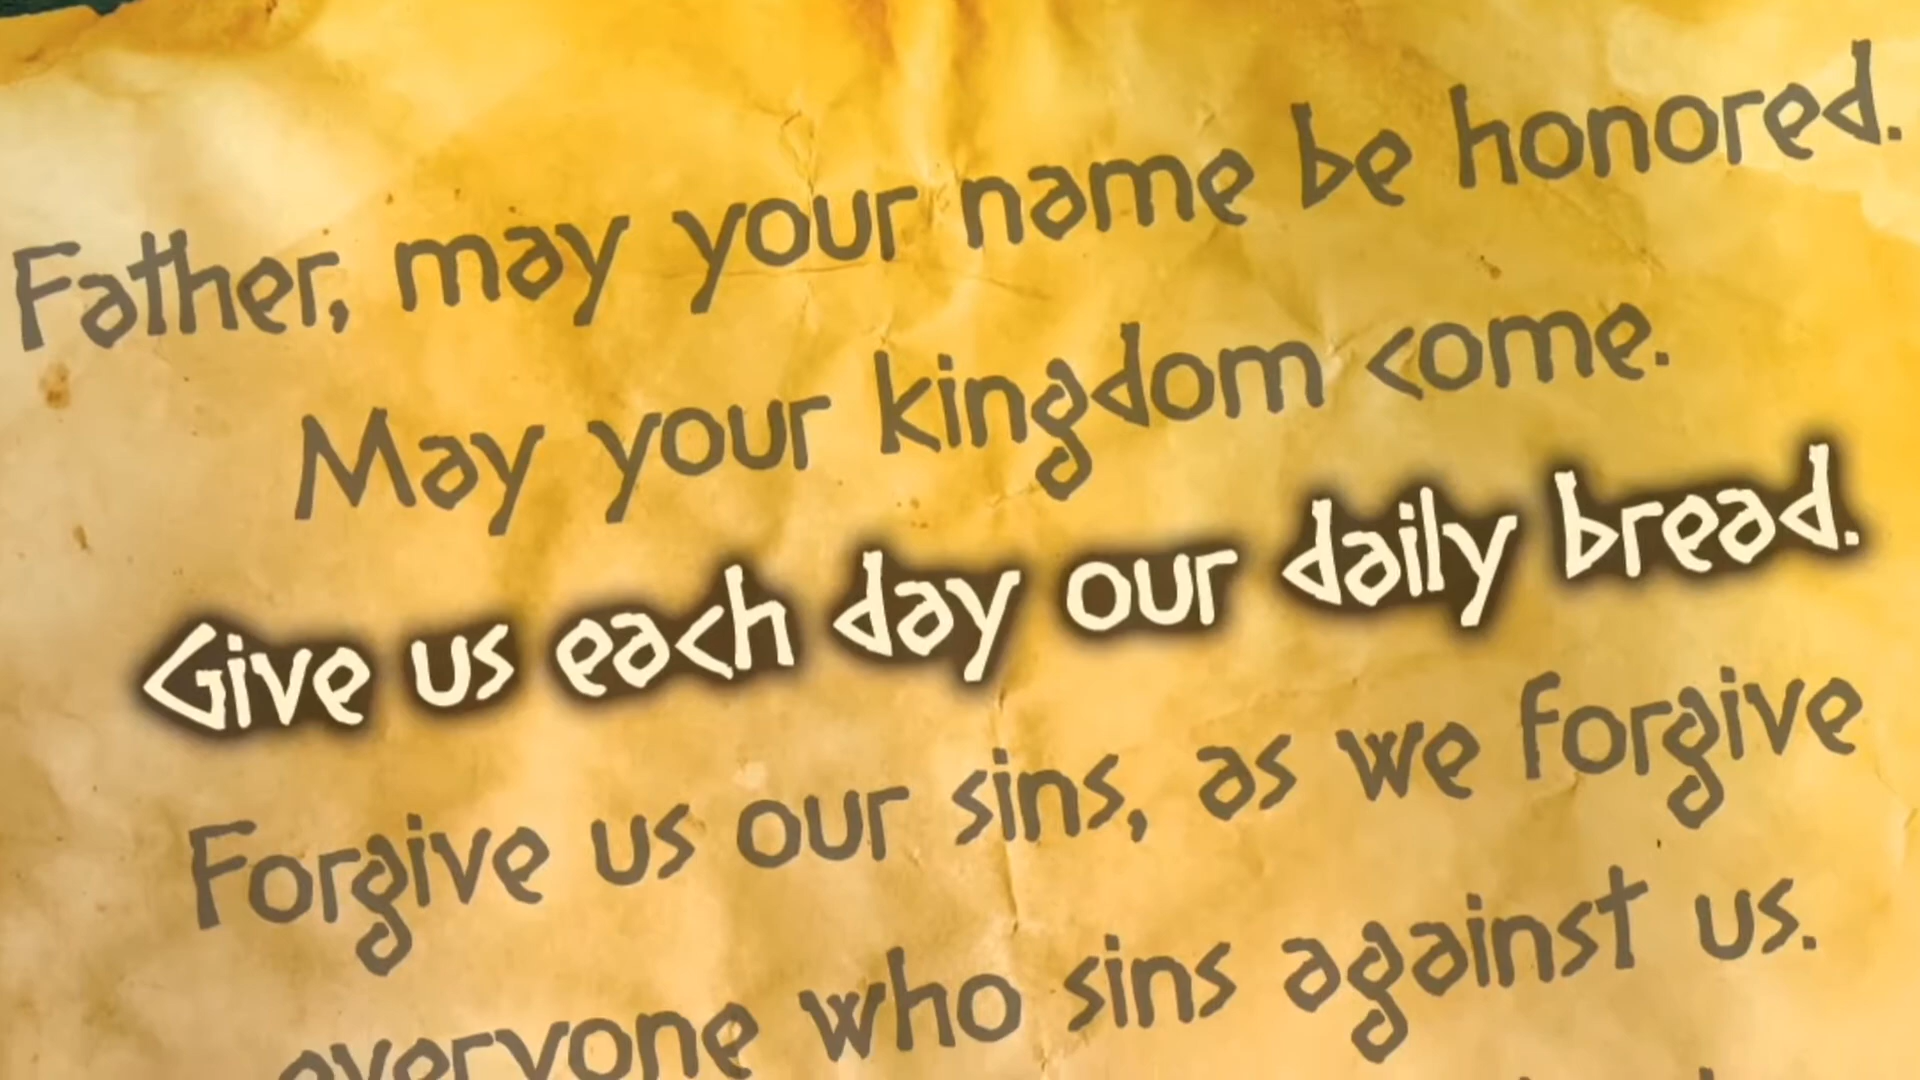 Father, may your name be honored.
May your kingdom come.
Give us each day our daily bread.
Forgive us our sins, as we forgive
everyone who sins against us.